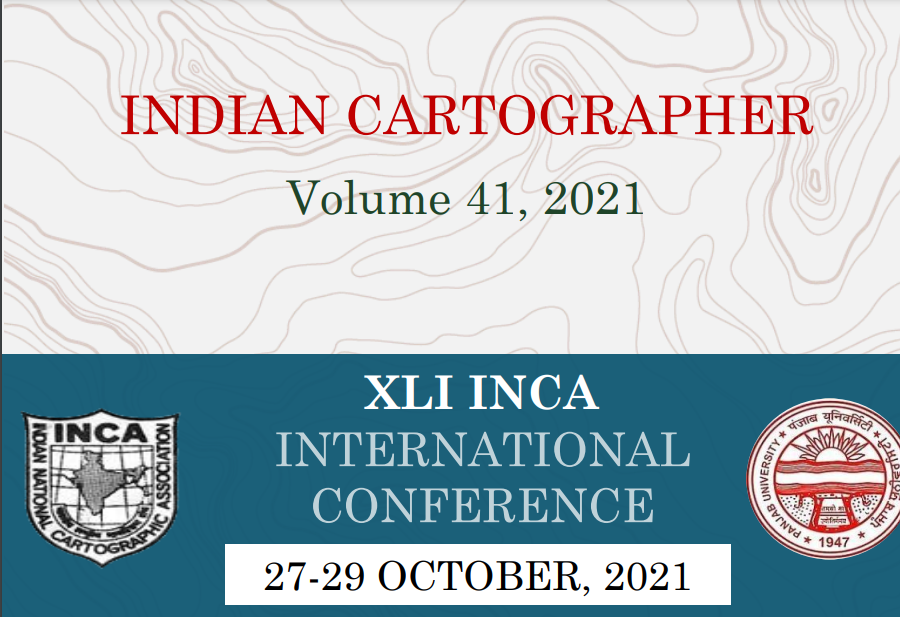 INDIAN CARTOGRAPHER
Volume 41, 2021
XLI INCA
INTERNATIONAL
CONFERENCE
27-29 OCTOBER, 2021
INCA
INDIAN NATIONAL CARTOGRAPHIC ASSOCIATION
पंजाब यूनिवर्सिटी
PANJAB UNIVERSITY
1947